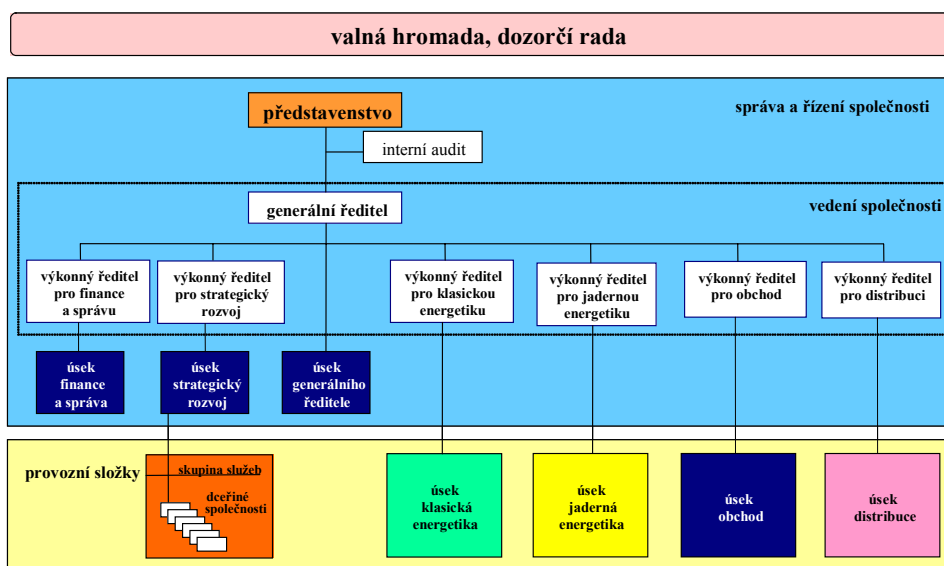 valná hromada, dozorčí rada
představenstvo
správa a řízení společnosti
interní audit
generální ředitel
vedení společnosti
výkonný ředitel
pro finance
a správu
výkonný ředitel
pro strategický
rozvoj
výkonný ředitel
pro klasickou
energetiku
výkonný ředitel
pro jadernou
energetiku
výkonný ředitel
pro obchod
výkonný ředitel
pro distribuci
úsek
finance
a správa
úsek
strategický
rozvoj
úsek
generálního
ředitele
provozní složky
skupina služeb
dceřiné
společnosti
úsek
klasická
energetika
úsek
jaderná
energetika
úsek
obchod
úsek
distribuce